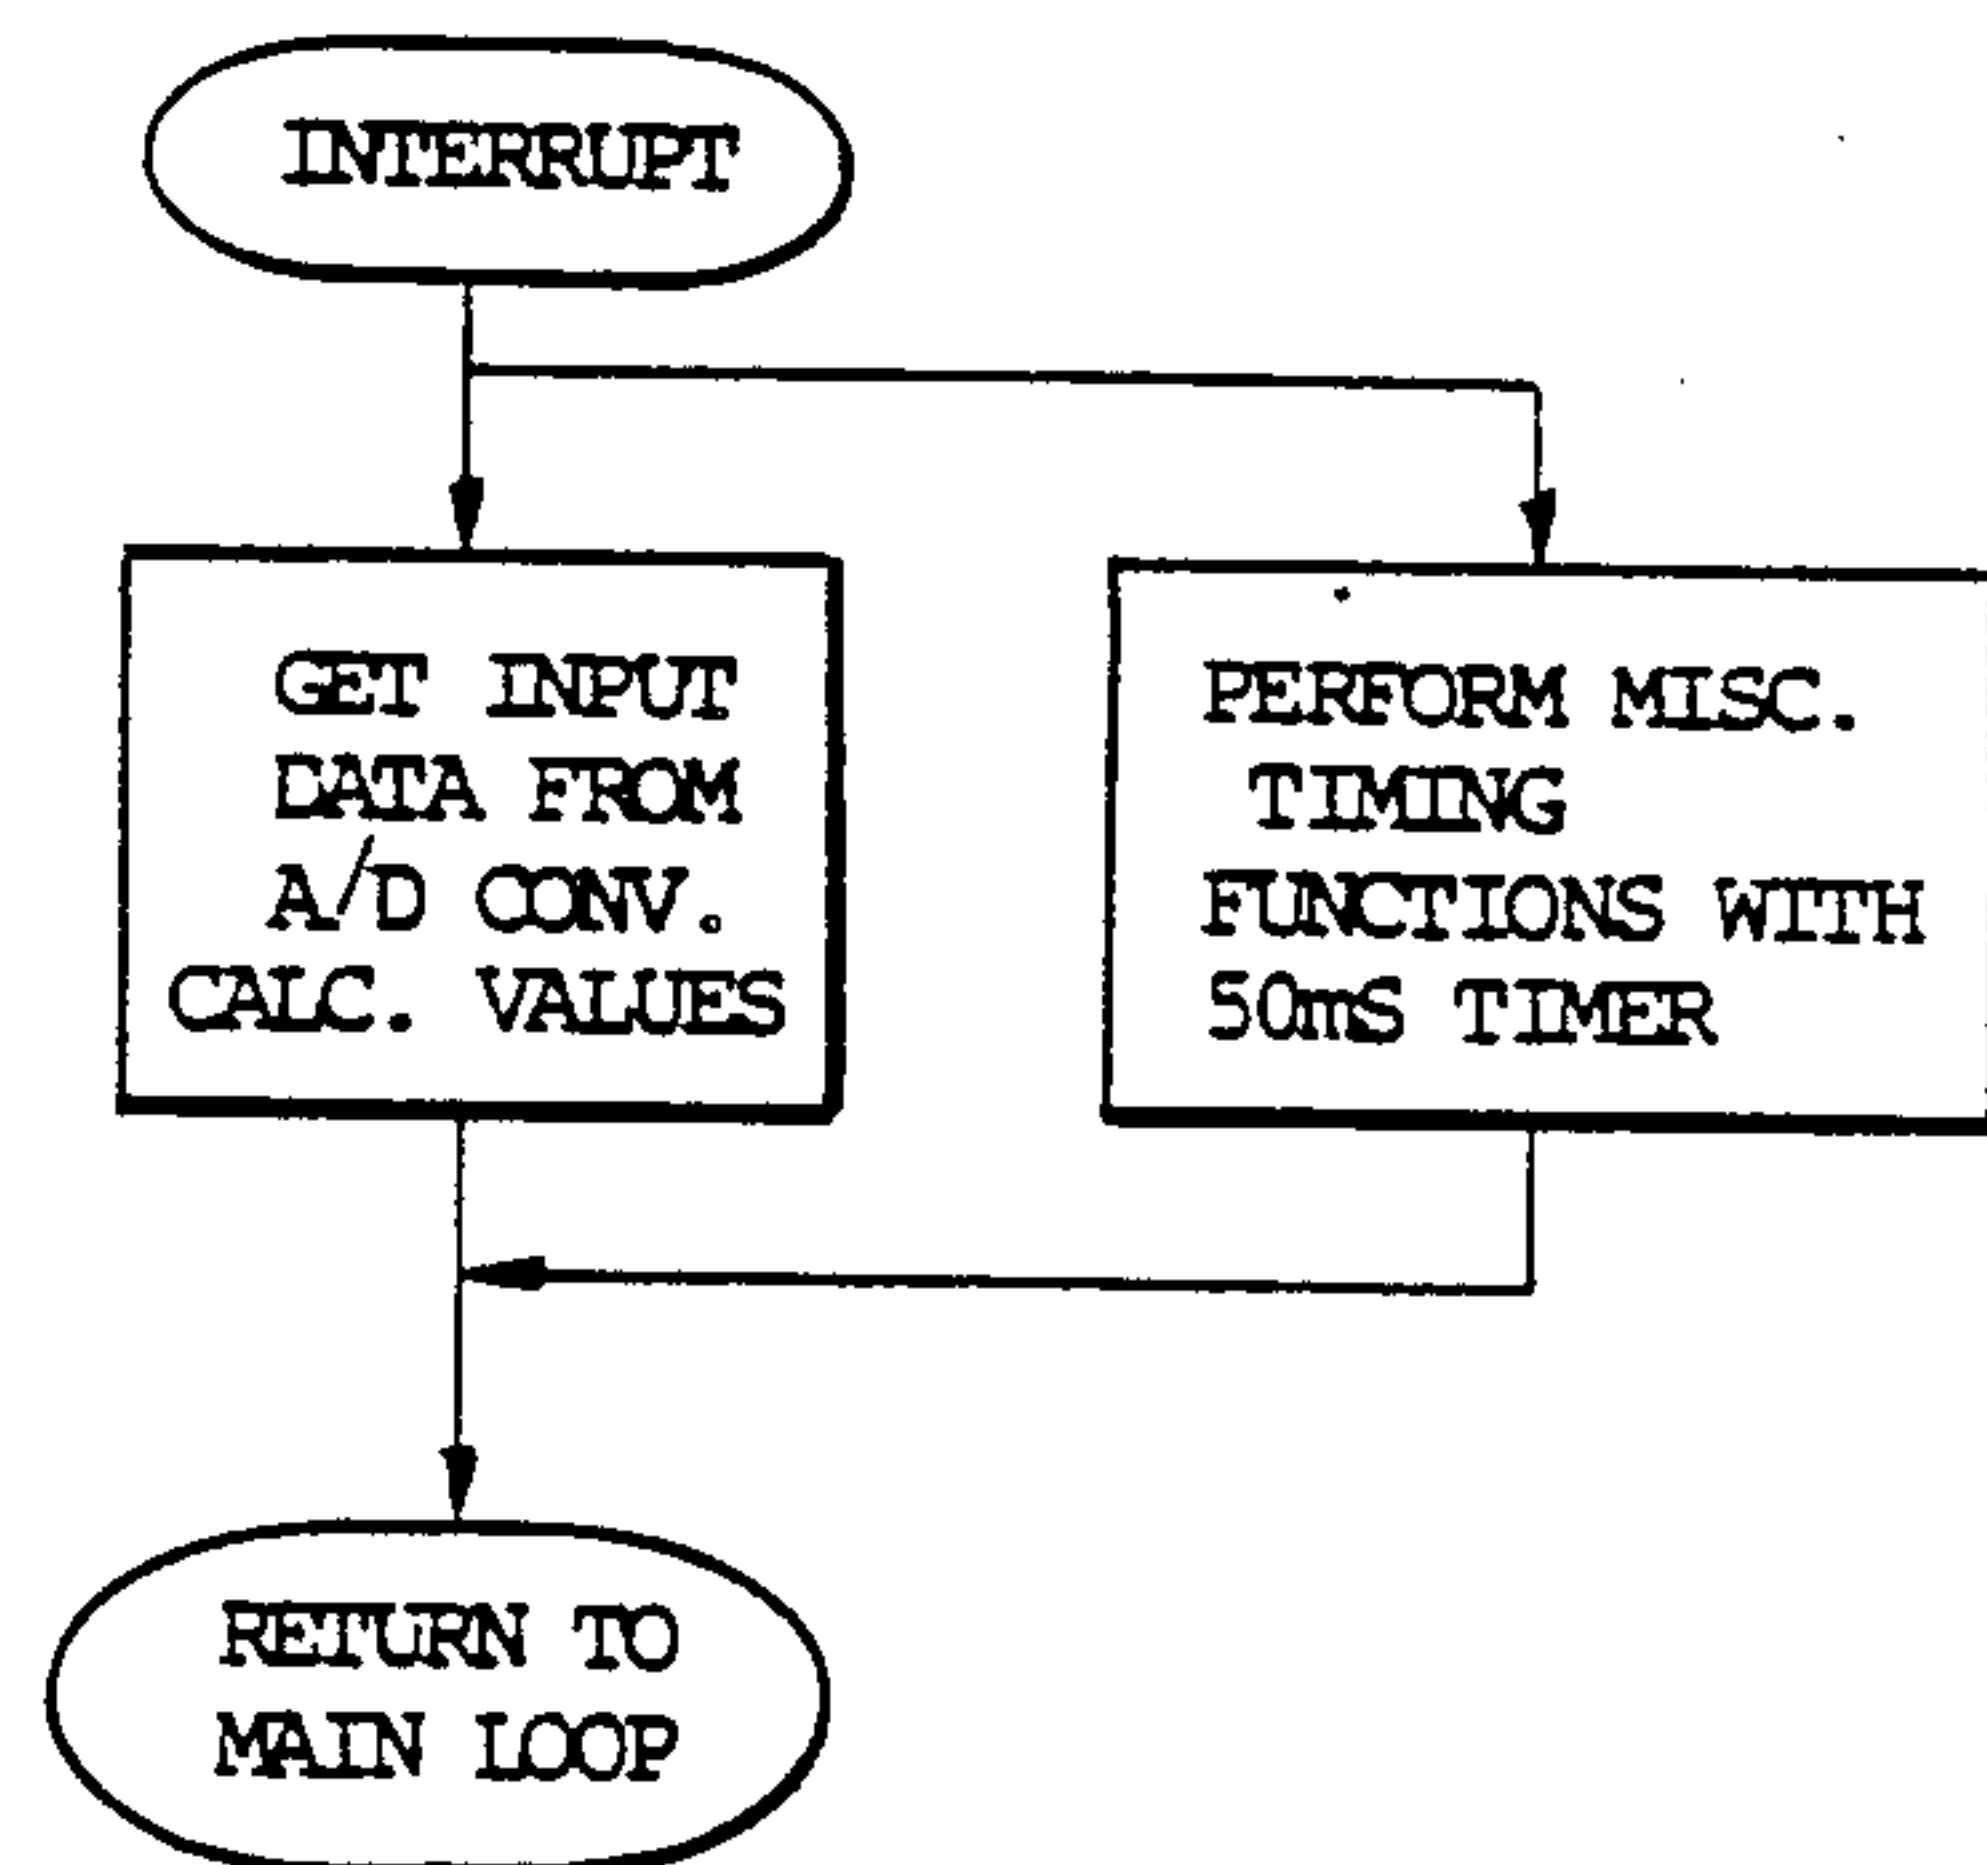 INTERRUPT
GET INPUT
DATA FROM
A/D CONV.
CALC. VALUES
PERFORM MISC.
TIMING
FUNCTIONS WITH
50mS TIMER
RETURN TO
MAIN LOOP